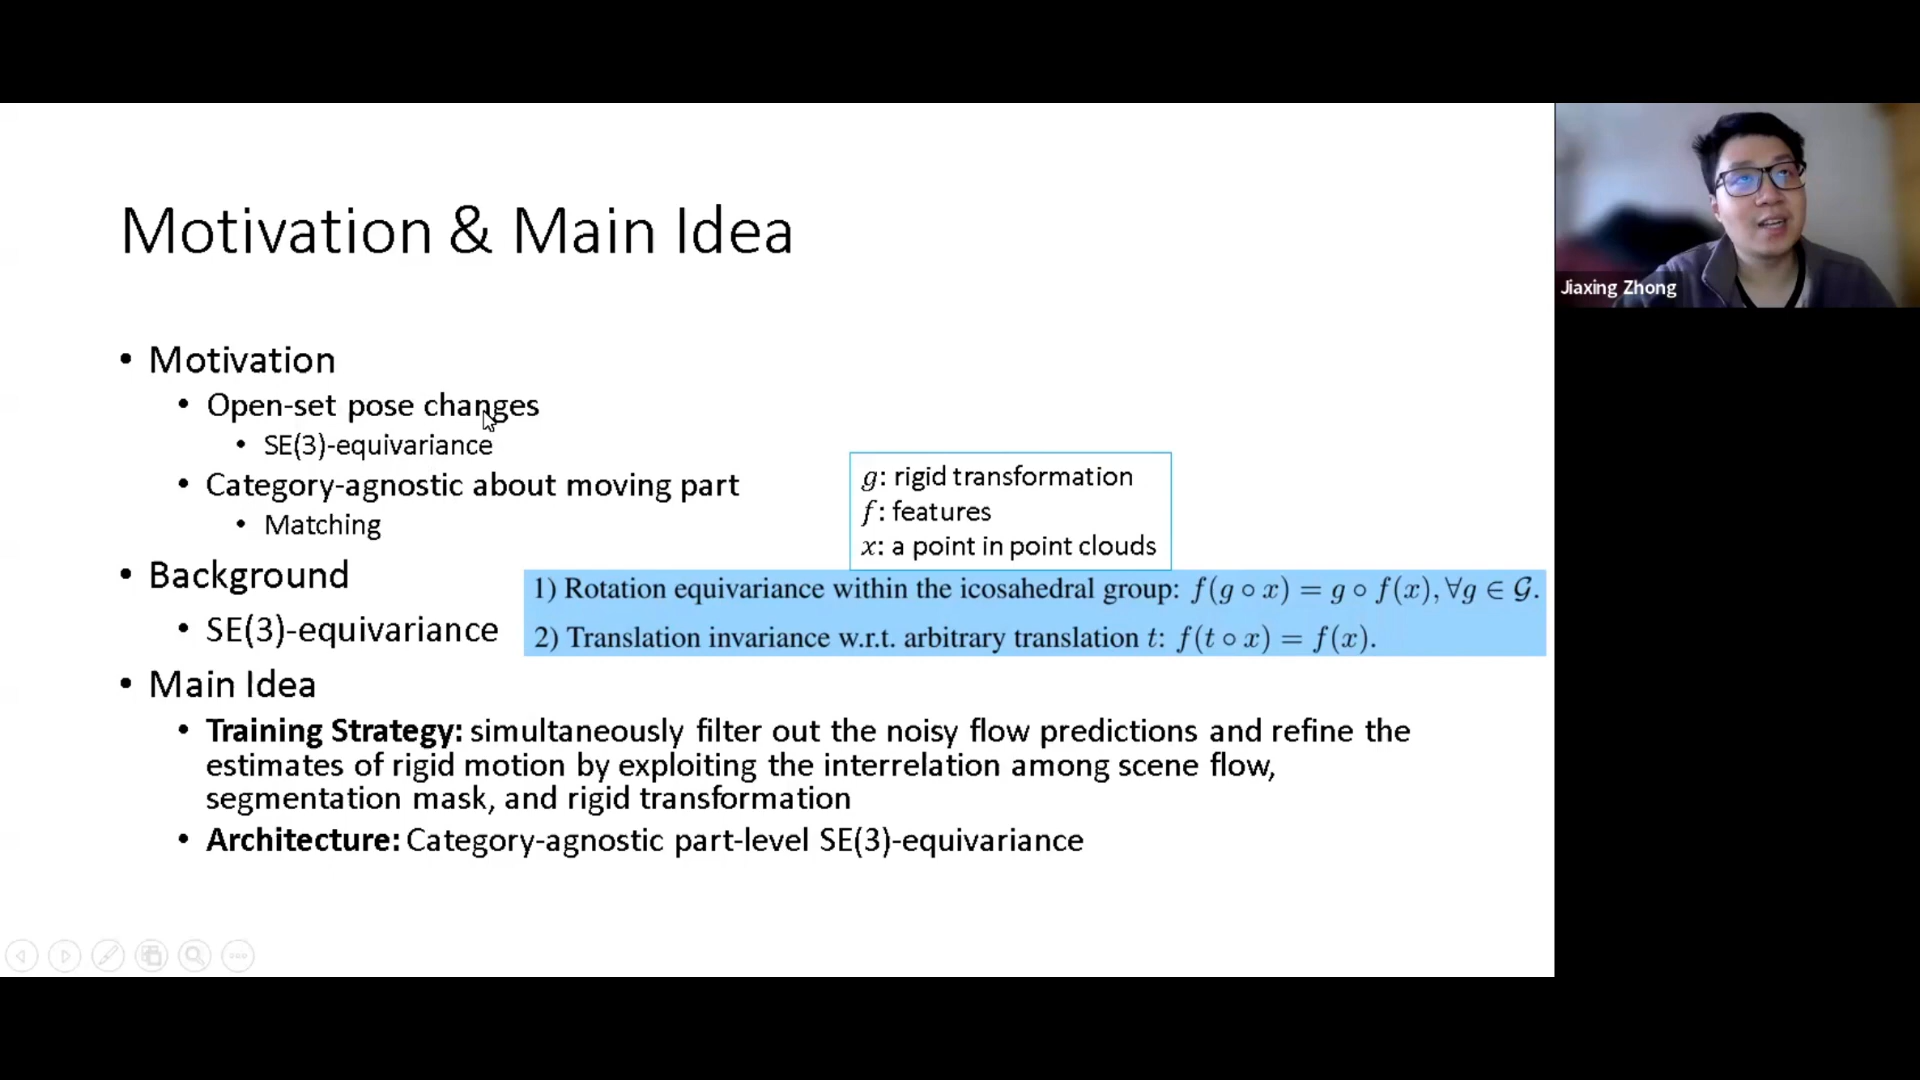 Motivation & Main Idea
• Motivation
• Open-set pose changes
• SE(3)-equivariance
• Category-agnostic about moving part
• Matching
g: rigid transformation
f: features
x: a point in point clouds
• Background
• SE(3)-equivariance
1) Rotation equivariance within the icosahedral group: f(g ∘ x) = g ∘ f(x), ∀g ∈ 𝒢.
2) Translation invariance w.r.t. arbitrary translation t: f(t ∘ x) = f(x).
• Main Idea
• Training Strategy: simultaneously filter out the noisy flow predictions and refine the
estimates of rigid motion by exploiting the interrelation among scene flow,
segmentation mask, and rigid transformation
• Architecture: Category-agnostic part-level SE(3)-equivariance
Jiaxing Zhong